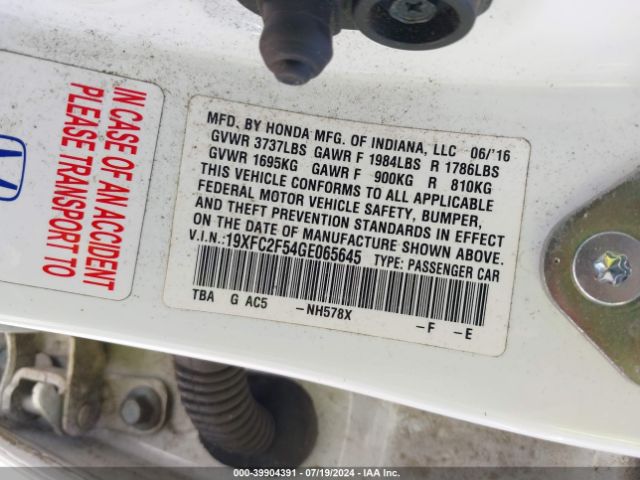 IN CASE OF AN ACCIDENT
PLEASE TRANSPORT TO
MFD. BY HONDA MFG. OF INDIANA, LLC 06/'16
GVWR 3737LBS GAWR F 1984LBS R 1786LBS
GVWR 1695KG GAWR F 900KG R 810KG
THIS VEHICLE CONFORMS TO ALL APPLICABLE
FEDERAL MOTOR VEHICLE SAFETY, BUMPER,
AND THEFT PREVENTION STANDARDS IN EFFECT
ON THE DATE OF MANUFACTURE SHOWN ABOVE.
V.I.N.:19XFC2F54GE065645 TYPE: PASSENGER CAR
TBA G AC5 -NH578X -F -E
000-39904391 - 07/19/2024 - IAA Inc.